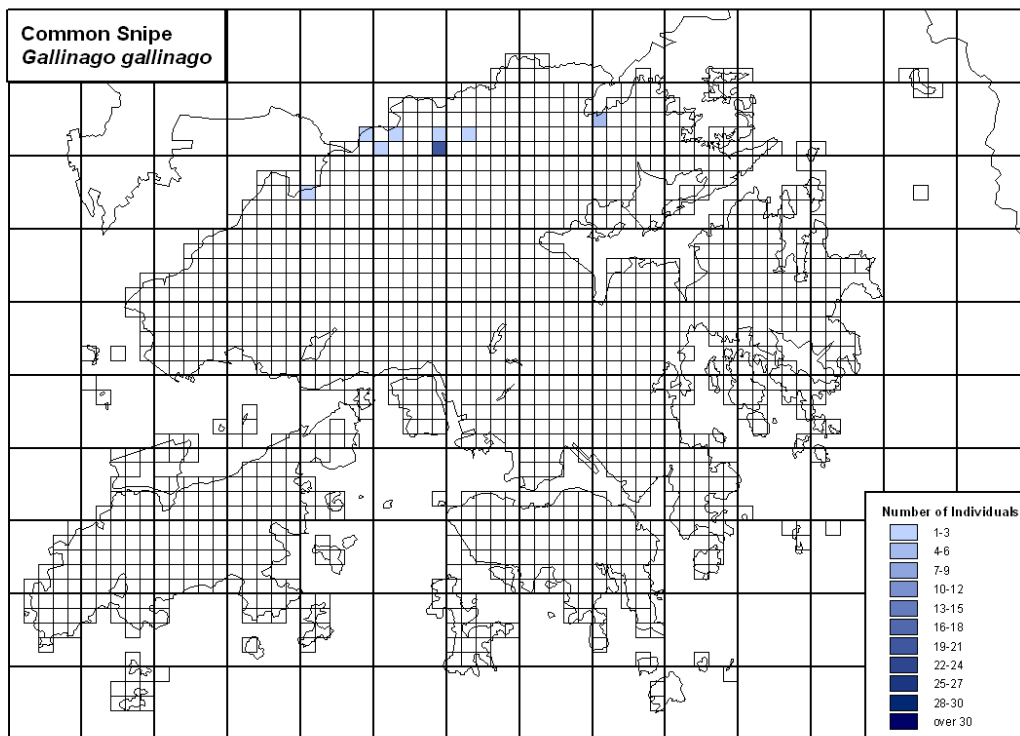 Common Snipe
Gallinago gallinago
Number of Individuals
1-3
4-6
7-9
10-12
13-15
16-18
19-21
22-24
25-27
28-30
over 30